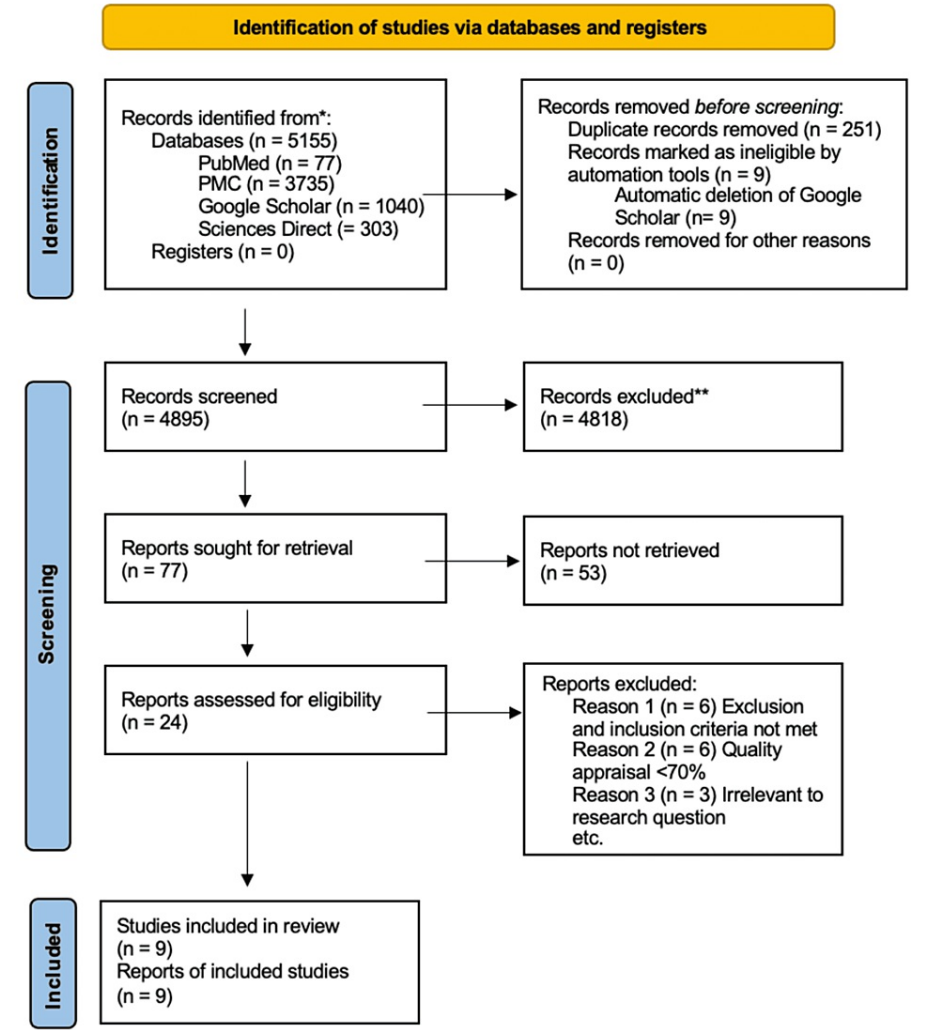 Identification of studies via databases and registers
Identification
Records identified from*:
Databases (n = 5155)
PubMed (n = 77)
PMC (n = 3735)
Google Scholar (n = 1040)
Sciences Direct (= 303)
Registers (n = 0)
Records removed before screening:
Duplicate records removed (n = 251)
Records marked as ineligible by
automation tools (n = 9)
Automatic deletion of Google
Scholar (n= 9)
Records removed for other reasons
(n = 0)
Screening
Records screened
(n = 4895)
Records excluded**
(n = 4818)
Reports sought for retrieval
(n = 77)
Reports not retrieved
(n = 53)
Reports assessed for eligibility
(n = 24)
Reports excluded:
Reason 1 (n = 6) Exclusion
and inclusion criteria not met
Reason 2 (n = 6) Quality
appraisal <70%
Reason 3 (n = 3) Irrelevant to
research question
etc.
Included
Studies included in review
(n = 9)
Reports of included studies
(n = 9)